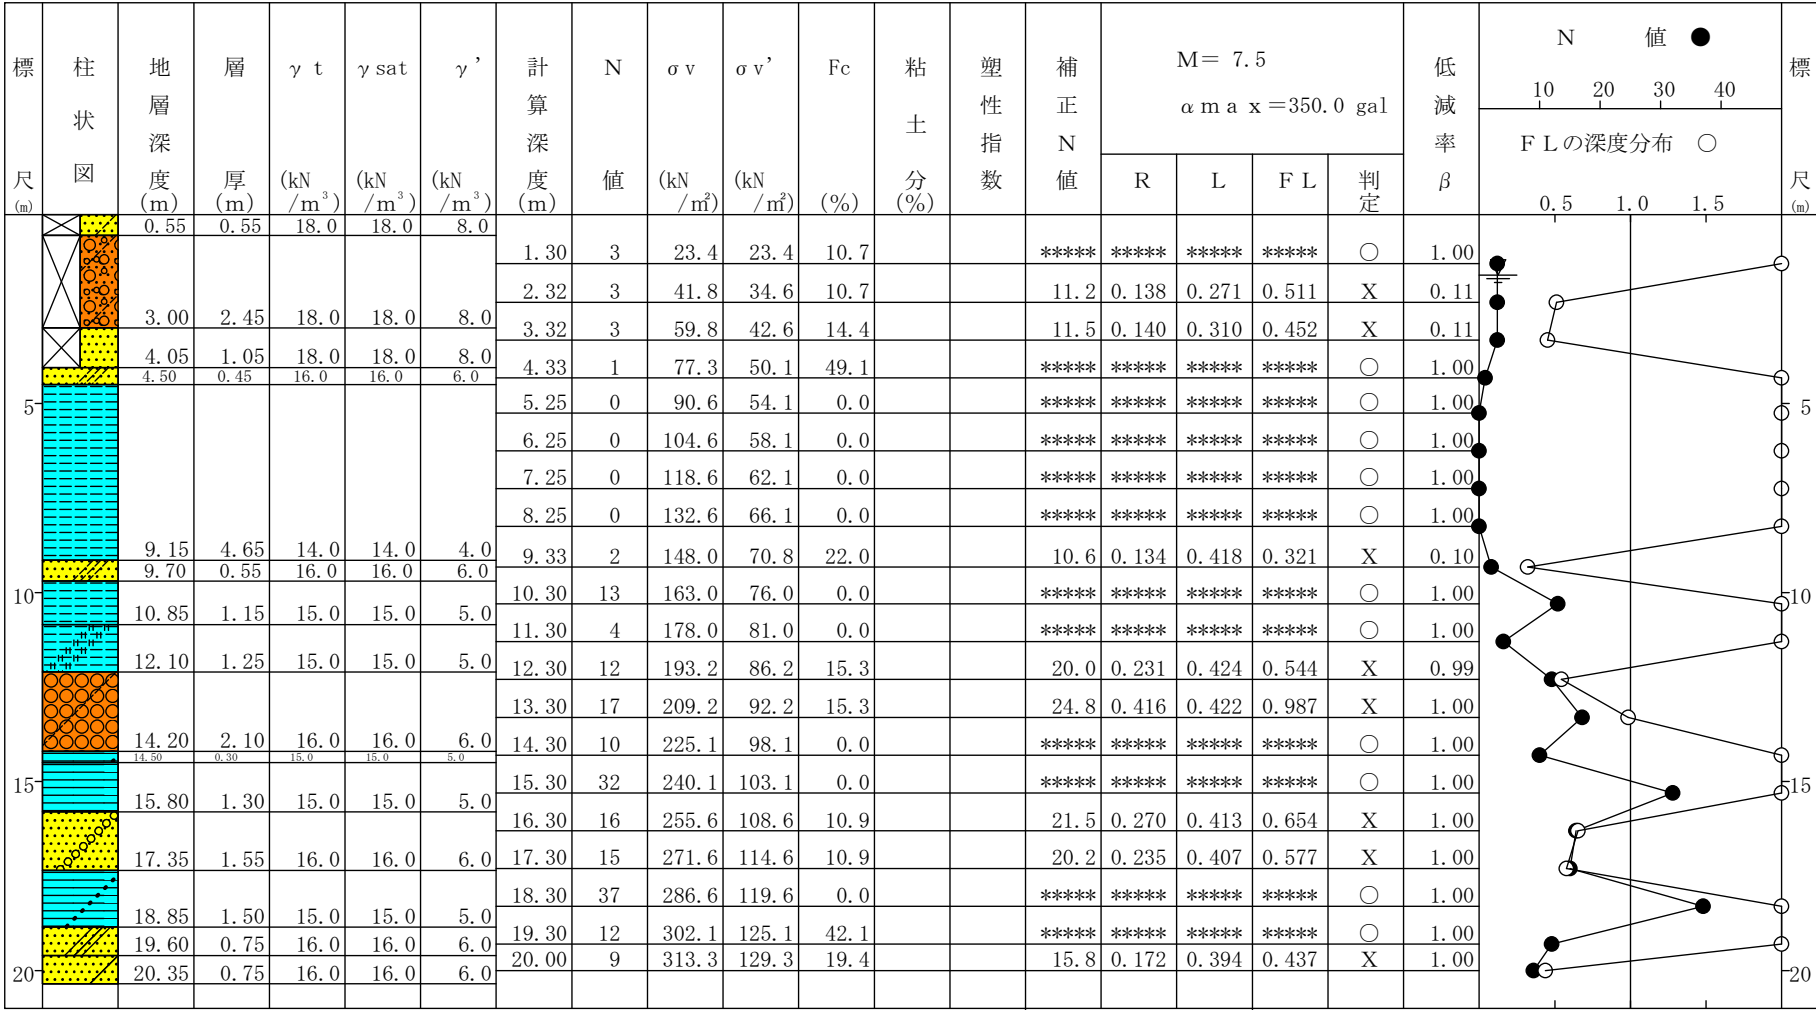 標尺(m) 柱状図 地層深度(m) 層厚(m) γt(kN/m³) γsat(kN/m³) γ'(kN/m³) 計算深度(m) N値 σv(kN/㎡) σv'(kN/㎡) Fc(%) 粘土分(%) 塑性指数 補正N値 M= 7.5 低減率β N 値 ● 標尺(m)
αmax=350.0 gal
10 20 30 40
FLの深度分布 ○
R L FL 判定
0.5 1.0 1.5
0.55 0.55 18.0 18.0 8.0
3.00 2.45 18.0 18.0 8.0
4.05 1.05 18.0 18.0 8.0
4.50 0.45 16.0 16.0 6.0
9.15 4.65 14.0 14.0 4.0
9.70 0.55 16.0 16.0 6.0
10.85 1.15 15.0 15.0 5.0
12.10 1.25 15.0 15.0 5.0
14.20 2.10 16.0 16.0 6.0
14.50 0.30 15.0 15.0 5.0
15.80 1.30 15.0 15.0 5.0
17.35 1.55 16.0 16.0 6.0
18.85 1.50 15.0 15.0 5.0
19.60 0.75 16.0 16.0 6.0
20.35 0.75 16.0 16.0 6.0
1.30 3 23.4 23.4 10.7 ***** ***** ***** ***** ○ 1.00
2.32 3 41.8 34.6 10.7 11.2 0.138 0.271 0.511 X 0.11
3.32 3 59.8 42.6 14.4 11.5 0.140 0.310 0.452 X 0.11
4.33 1 77.3 50.1 49.1 ***** ***** ***** ***** ○ 1.00
5.25 0 90.6 54.1 0.0 ***** ***** ***** ***** ○ 1.00
6.25 0 104.6 58.1 0.0 ***** ***** ***** ***** ○ 1.00
7.25 0 118.6 62.1 0.0 ***** ***** ***** ***** ○ 1.00
8.25 0 132.6 66.1 0.0 ***** ***** ***** ***** ○ 1.00
9.33 2 148.0 70.8 22.0 10.6 0.134 0.418 0.321 X 0.10
10.30 13 163.0 76.0 0.0 ***** ***** ***** ***** ○ 1.00
11.30 4 178.0 81.0 0.0 ***** ***** ***** ***** ○ 1.00
12.30 12 193.2 86.2 15.3 20.0 0.231 0.424 0.544 X 0.99
13.30 17 209.2 92.2 15.3 24.8 0.416 0.422 0.987 X 1.00
14.30 10 225.1 98.1 0.0 ***** ***** ***** ***** ○ 1.00
15.30 32 240.1 103.1 0.0 ***** ***** ***** ***** ○ 1.00
16.30 16 255.6 108.6 10.9 21.5 0.270 0.413 0.654 X 1.00
17.30 15 271.6 114.6 10.9 20.2 0.235 0.407 0.577 X 1.00
18.30 37 286.6 119.6 0.0 ***** ***** ***** ***** ○ 1.00
19.30 12 302.1 125.1 42.1 ***** ***** ***** ***** ○ 1.00
20.00 9 313.3 129.3 19.4 15.8 0.172 0.394 0.437 X 1.00
5 5
10 10
15 15
20 20